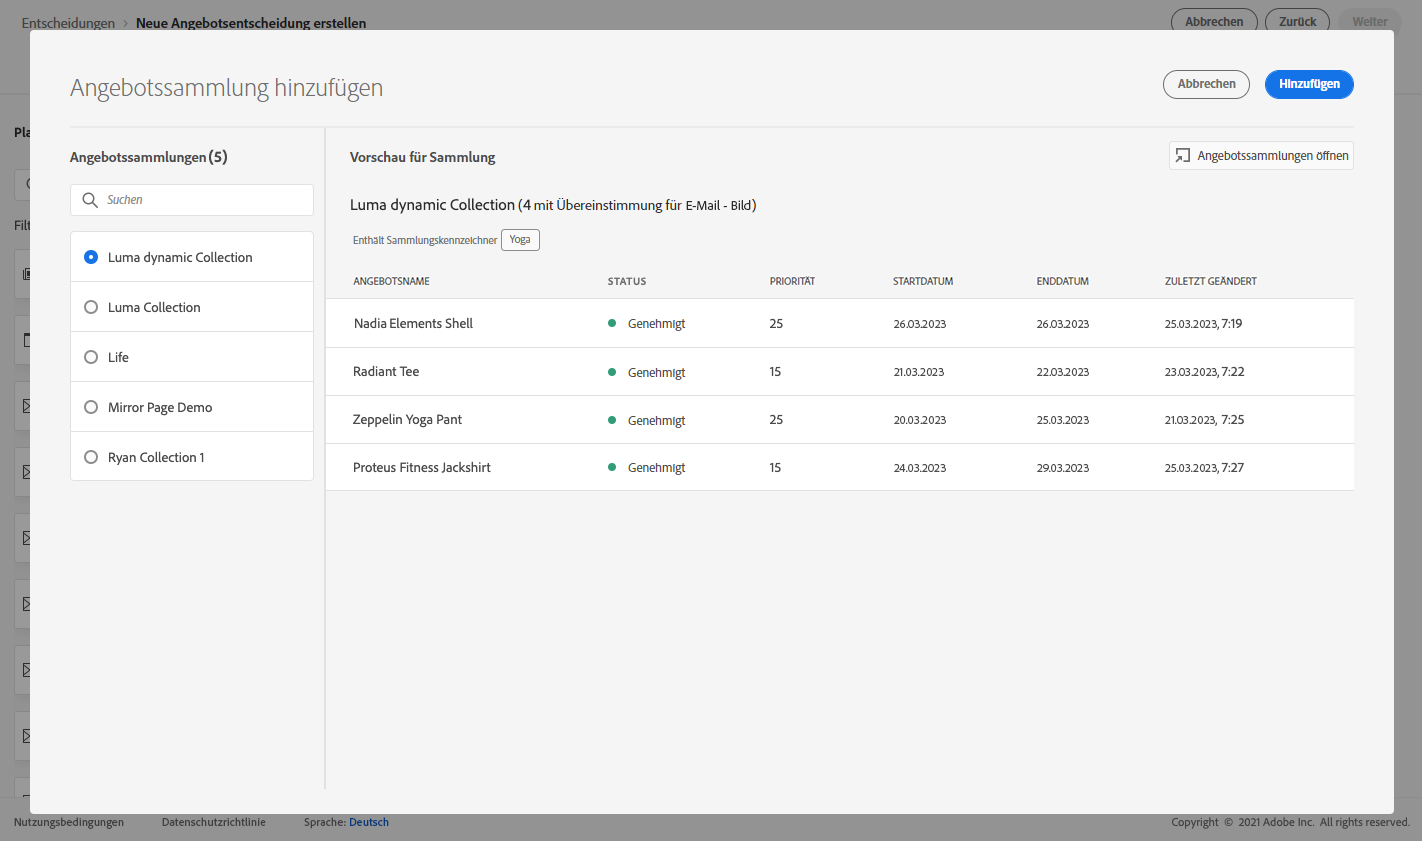 Entscheidungen > Neue Angebotsentscheidung erstellen
Abbrechen Zurück Weiter
Angebotssammlung hinzufügen
Abbrechen Hinzufügen
Angebotssammlungen (5)
Suchen
Luma dynamic Collection
Luma Collection
Life
Mirror Page Demo
Ryan Collection 1
Vorschau für Sammlung
Angebotssammlungen öffnen
Luma dynamic Collection (4 mit Übereinstimmung für E-Mail - Bild)
Enthält Sammlungskennzeichner Yoga
ANGEBOTSNAME STATUS PRIORITÄT STARTDATUM ENDDATUM ZULETZT GEÄNDERT
Nadia Elements Shell Genehmigt 25 26.03.2023 26.03.2023 25.03.2023, 7:19
Radiant Tee Genehmigt 15 21.03.2023 22.03.2023 23.03.2023, 7:22
Zeppelin Yoga Pant Genehmigt 25 20.03.2023 25.03.2023 21.03.2023, 7:25
Proteus Fitness Jackshirt Genehmigt 15 24.03.2023 29.03.2023 25.03.2023, 7:27
Nutzungsbedingungen Datenschutzrichtlinie Sprache: Deutsch
Copyright © 2021 Adobe Inc. All rights reserved.